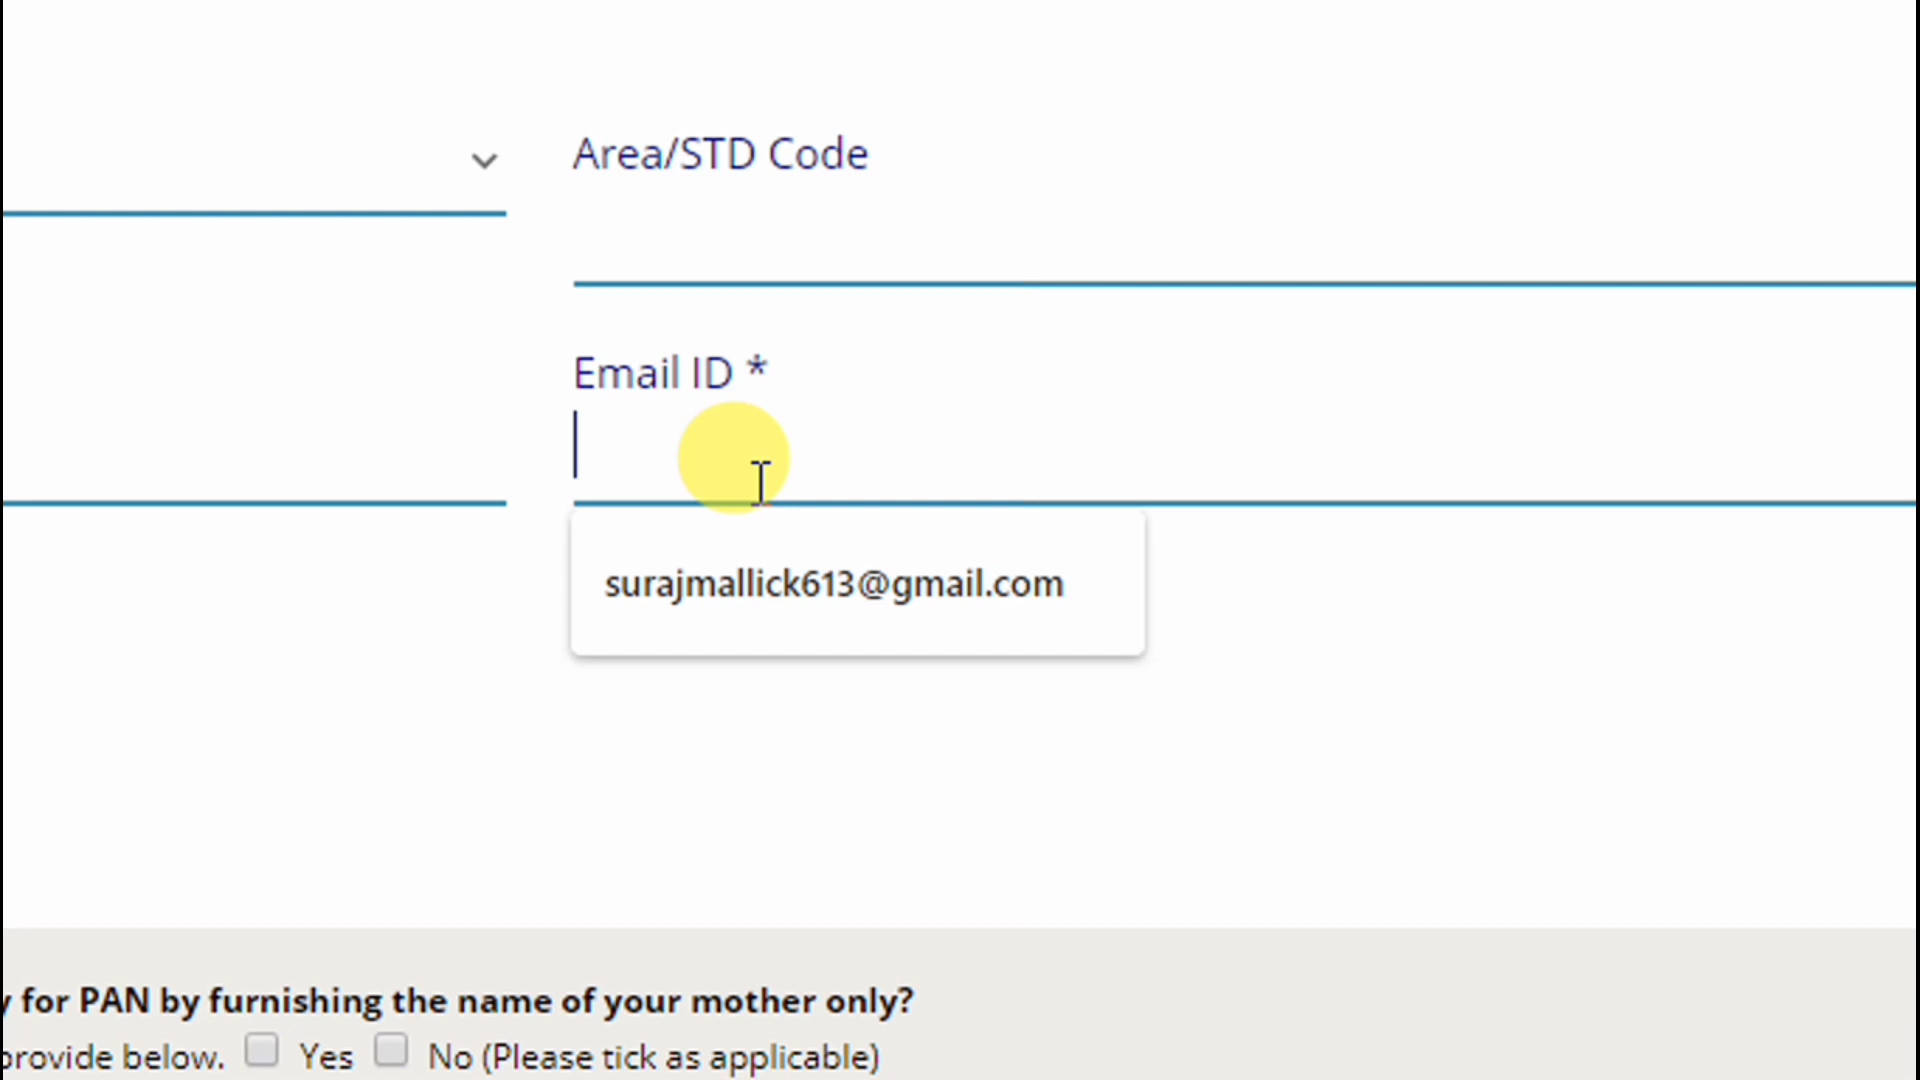 Area/STD Code
Email ID *
surajmallick613@gmail.com
for PAN by furnishing the name of your mother only?
provide below. Yes No (Please tick as applicable)